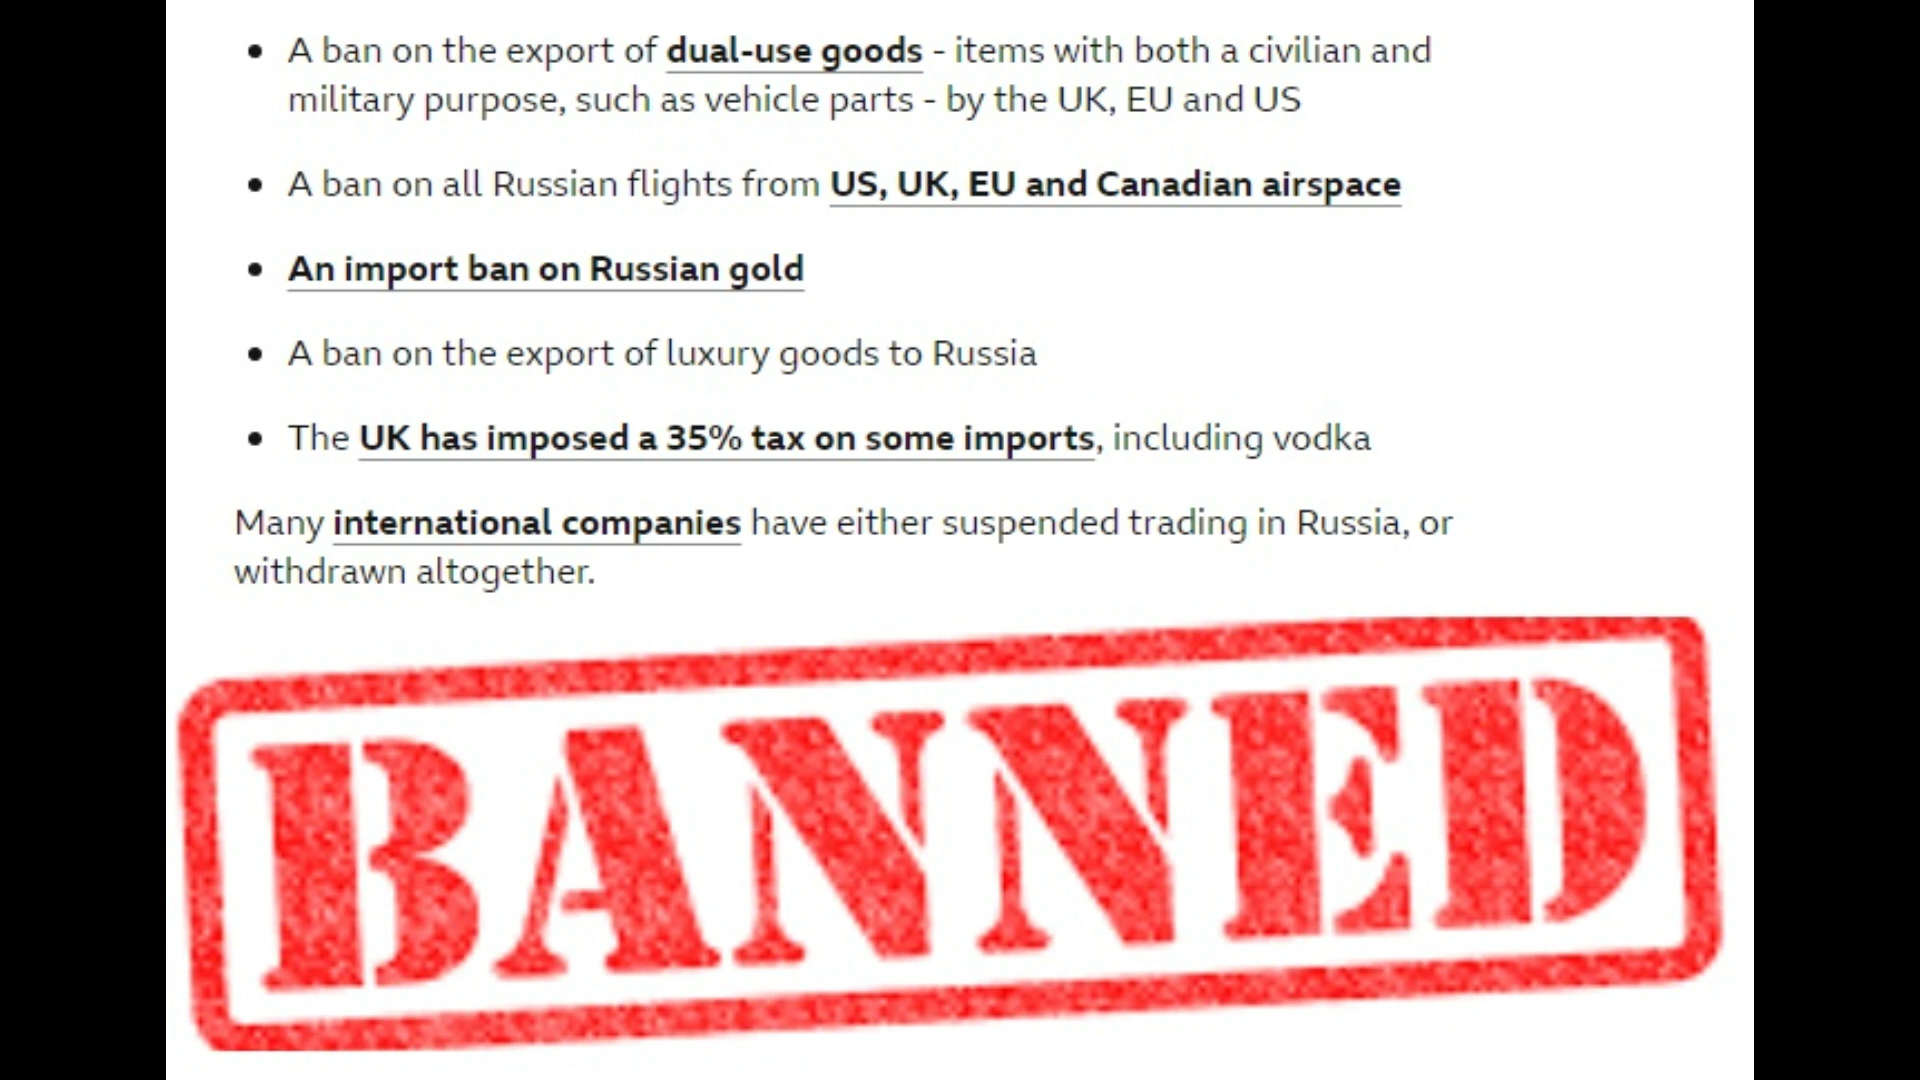 A ban on the export of dual-use goods - items with both a civilian and
military purpose, such as vehicle parts - by the UK, EU and US
A ban on all Russian flights from US, UK, EU and Canadian airspace
An import ban on Russian gold
A ban on the export of luxury goods to Russia
The UK has imposed a 35% tax on some imports, including vodka
Many international companies have either suspended trading in Russia, or
withdrawn altogether.
BANNED